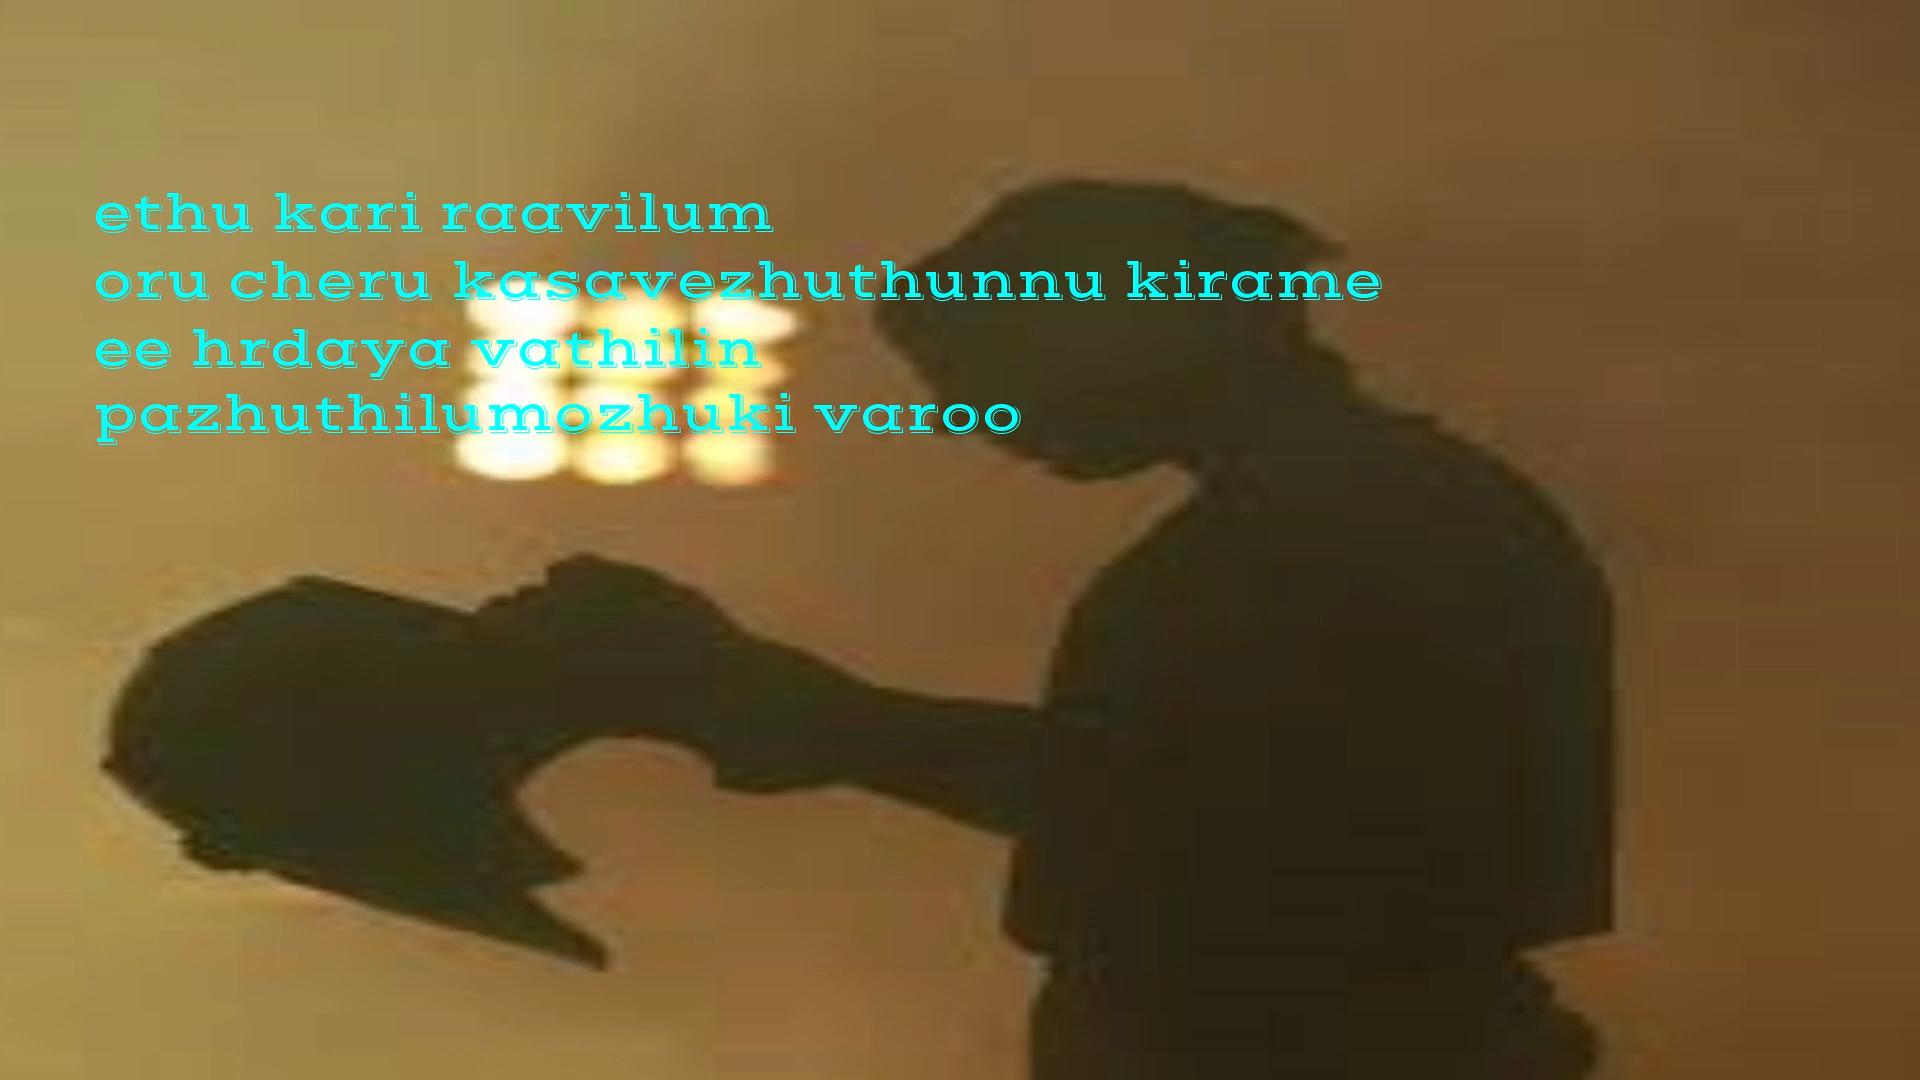 ethu kari raavilum
oru cheru kasavezhuthunnu kirame
ee hrdaya vathilin
pazhuthilumozhuki varoo